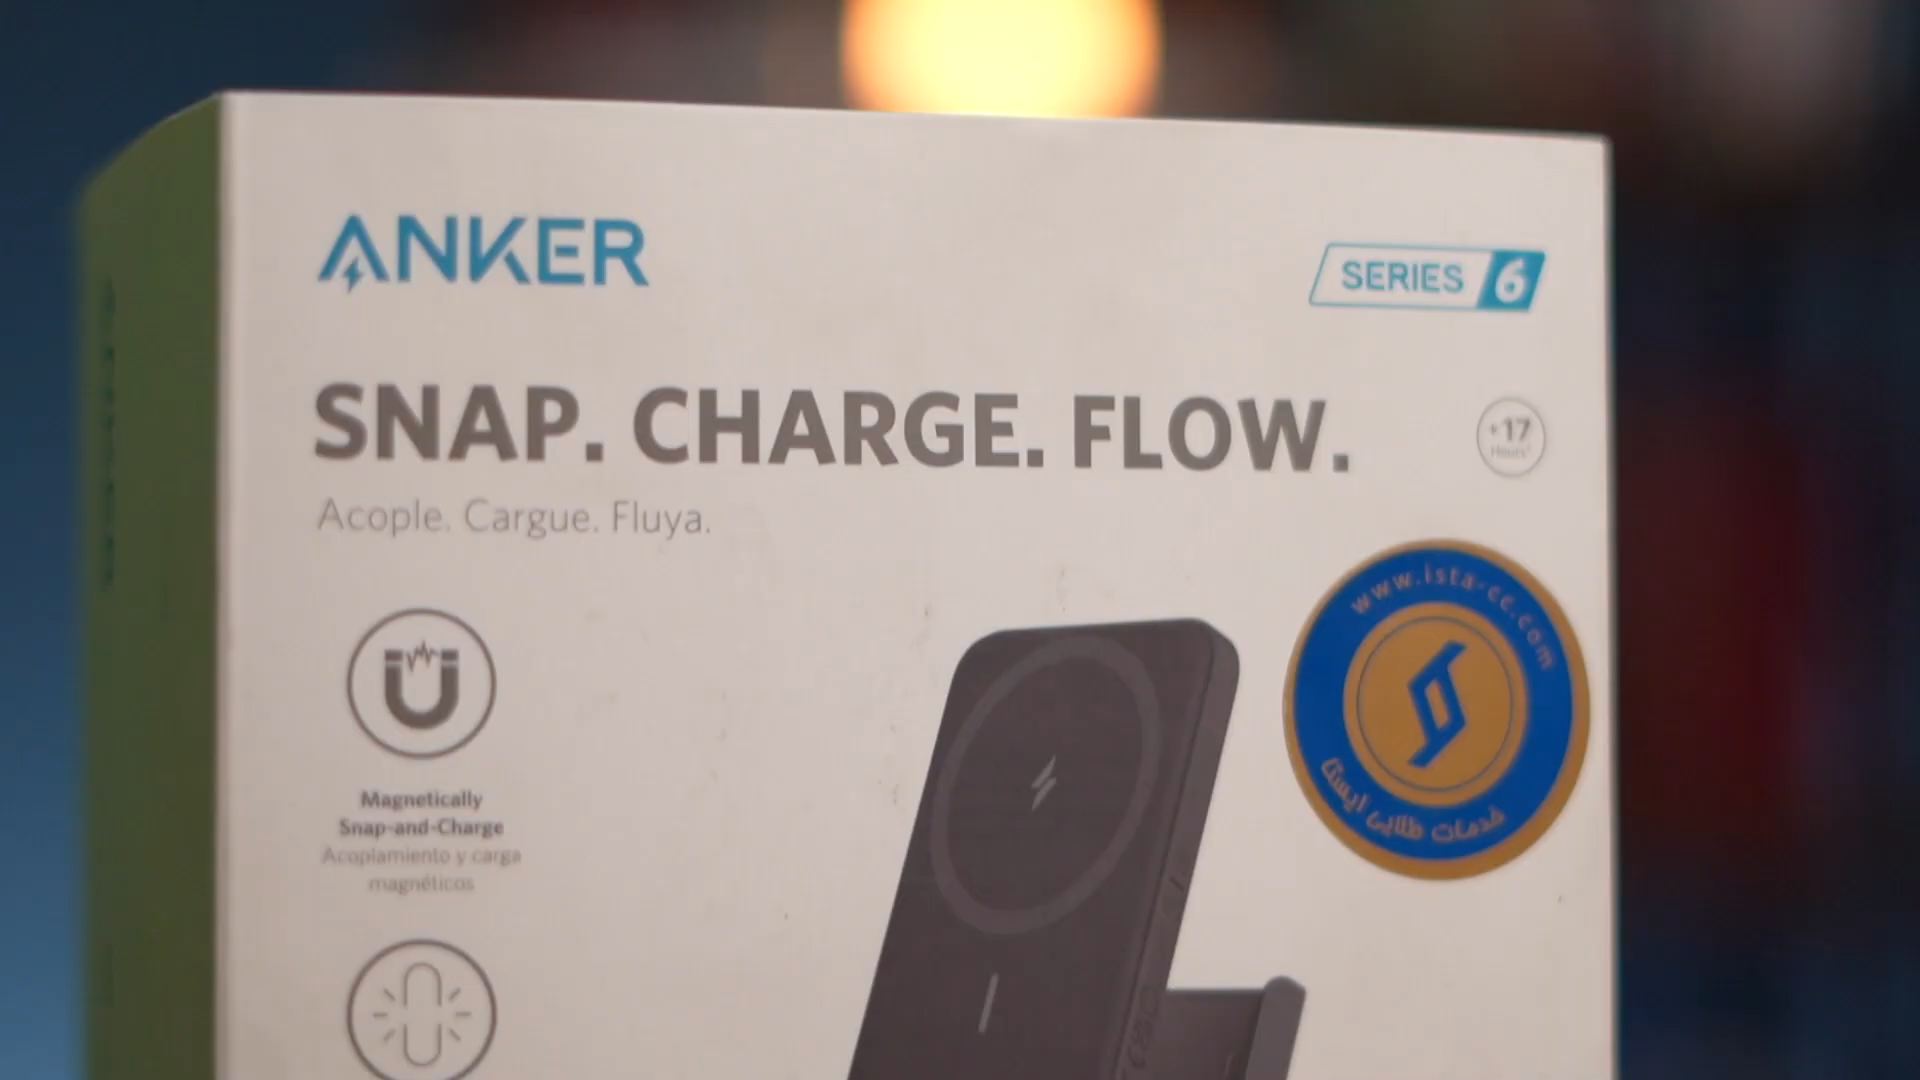 ANKER
SERIES 6
SNAP. CHARGE. FLOW.
+17
Hours
Acople. Cargue. Fluya.
www.ista-cc.com
خدمات طلایی ایستا
Magnetically
Snap-and-Charge
Acoplamiento y carga
magnéticos